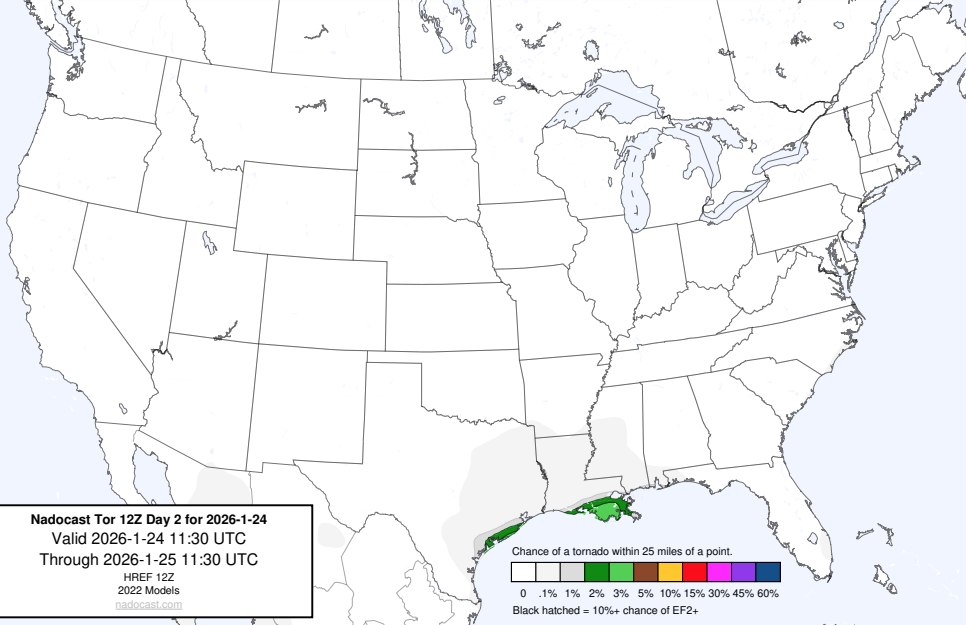 Nadocast Tor 12Z Day 2 for 2026-1-24
Valid 2026-1-24 11:30 UTC
Through 2026-1-25 11:30 UTC
HREF 12Z
2022 Models
nadocast.com
Chance of a tornado within 25 miles of a point.
0 .1% 1% 2% 3% 5% 10% 15% 30% 45% 60%
Black hatched = 10%+ chance of EF2+